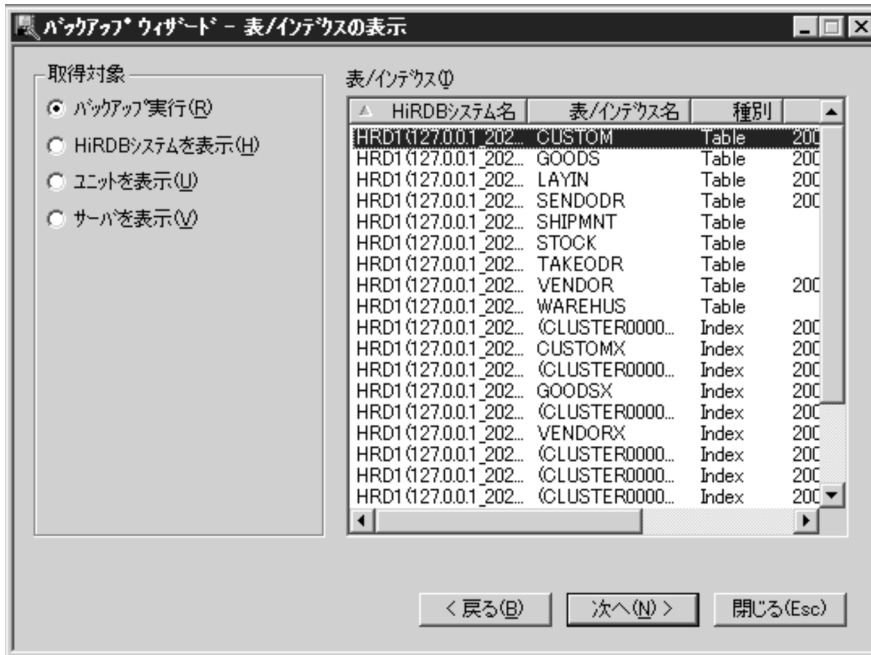 バックアップ ウィザード - 表/インデクスの表示
取得対象
バックアップ実行(R)
HiRDBシステムを表示(H)
ユニットを表示(U)
サーバを表示(V)
表/インデクス(I)
HiRDBシステム名 表/インデクス名 種別
HRD1(127.0.0.1_202... CUSTOM Table 200
HRD1(127.0.0.1_202... GOODS Table 200
HRD1(127.0.0.1_202... LAYIN Table 200
HRD1(127.0.0.1_202... SENDODR Table 200
HRD1(127.0.0.1_202... SHIPMNT Table
HRD1(127.0.0.1_202... STOCK Table
HRD1(127.0.0.1_202... TAKEODR Table
HRD1(127.0.0.1_202... VENDOR Table 200
HRD1(127.0.0.1_202... WAREHUS Table
HRD1(127.0.0.1_202... (CLUSTER0000... Index 200
HRD1(127.0.0.1_202... CUSTOMX Index 200
HRD1(127.0.0.1_202... (CLUSTER0000... Index 200
HRD1(127.0.0.1_202... GOODSX Index 200
HRD1(127.0.0.1_202... (CLUSTER0000... Index 200
HRD1(127.0.0.1_202... VENDORX Index 200
HRD1(127.0.0.1_202... (CLUSTER0000... Index 200
HRD1(127.0.0.1_202... (CLUSTER0000... Index 200
HRD1(127.0.0.1_202... (CLUSTER0000... Index 200
< 戻る(B) 次へ(N) > 閉じる(Esc)